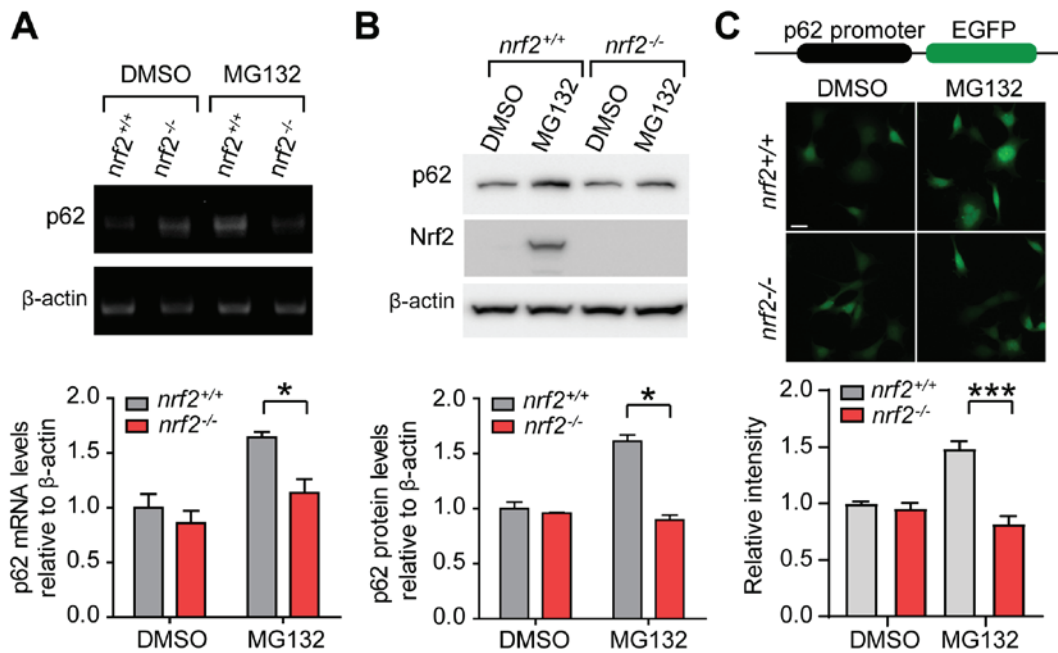 A
DMSO MG132
nrf2+/+ nrf2-/- nrf2+/+ nrf2-/-
p62
β-actin
2.0
1.5
1.0
0.5
0.0
p62 mRNA levels
relative to β-actin
nrf2+/+
nrf2-/-
*
DMSO MG132
B
nrf2+/+ nrf2-/-
DMSO MG132 DMSO MG132
p62
Nrf2
β-actin
2.0
1.5
1.0
0.5
0.0
p62 protein levels
relative to β-actin
nrf2+/+
nrf2-/-
*
DMSO MG132
C
p62 promoter EGFP
DMSO MG132
nrf2+/+
nrf2-/-
2.0
1.5
1.0
0.5
0.0
Relative intensity
nrf2+/+
nrf2-/-
***
DMSO MG132